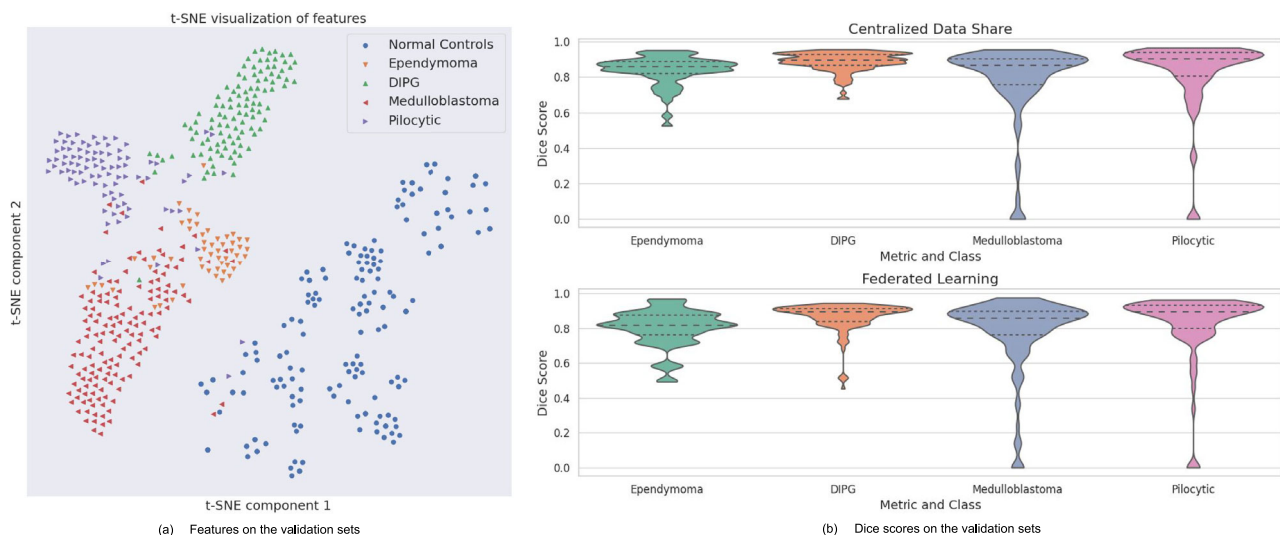 t-SNE visualization of features
Normal Controls
Ependymoma
DIPG
Medulloblastoma
Pilocytic
t-SNE component 2
t-SNE component 1
(a) Features on the validation sets
Centralized Data Share
Dice Score
1.0
0.8
0.6
0.4
0.2
0.0
Ependymoma DIPG Medulloblastoma Pilocytic
Metric and Class
Federated Learning
Dice Score
1.0
0.8
0.6
0.4
0.2
0.0
Ependymoma DIPG Medulloblastoma Pilocytic
Metric and Class
(b) Dice scores on the validation sets